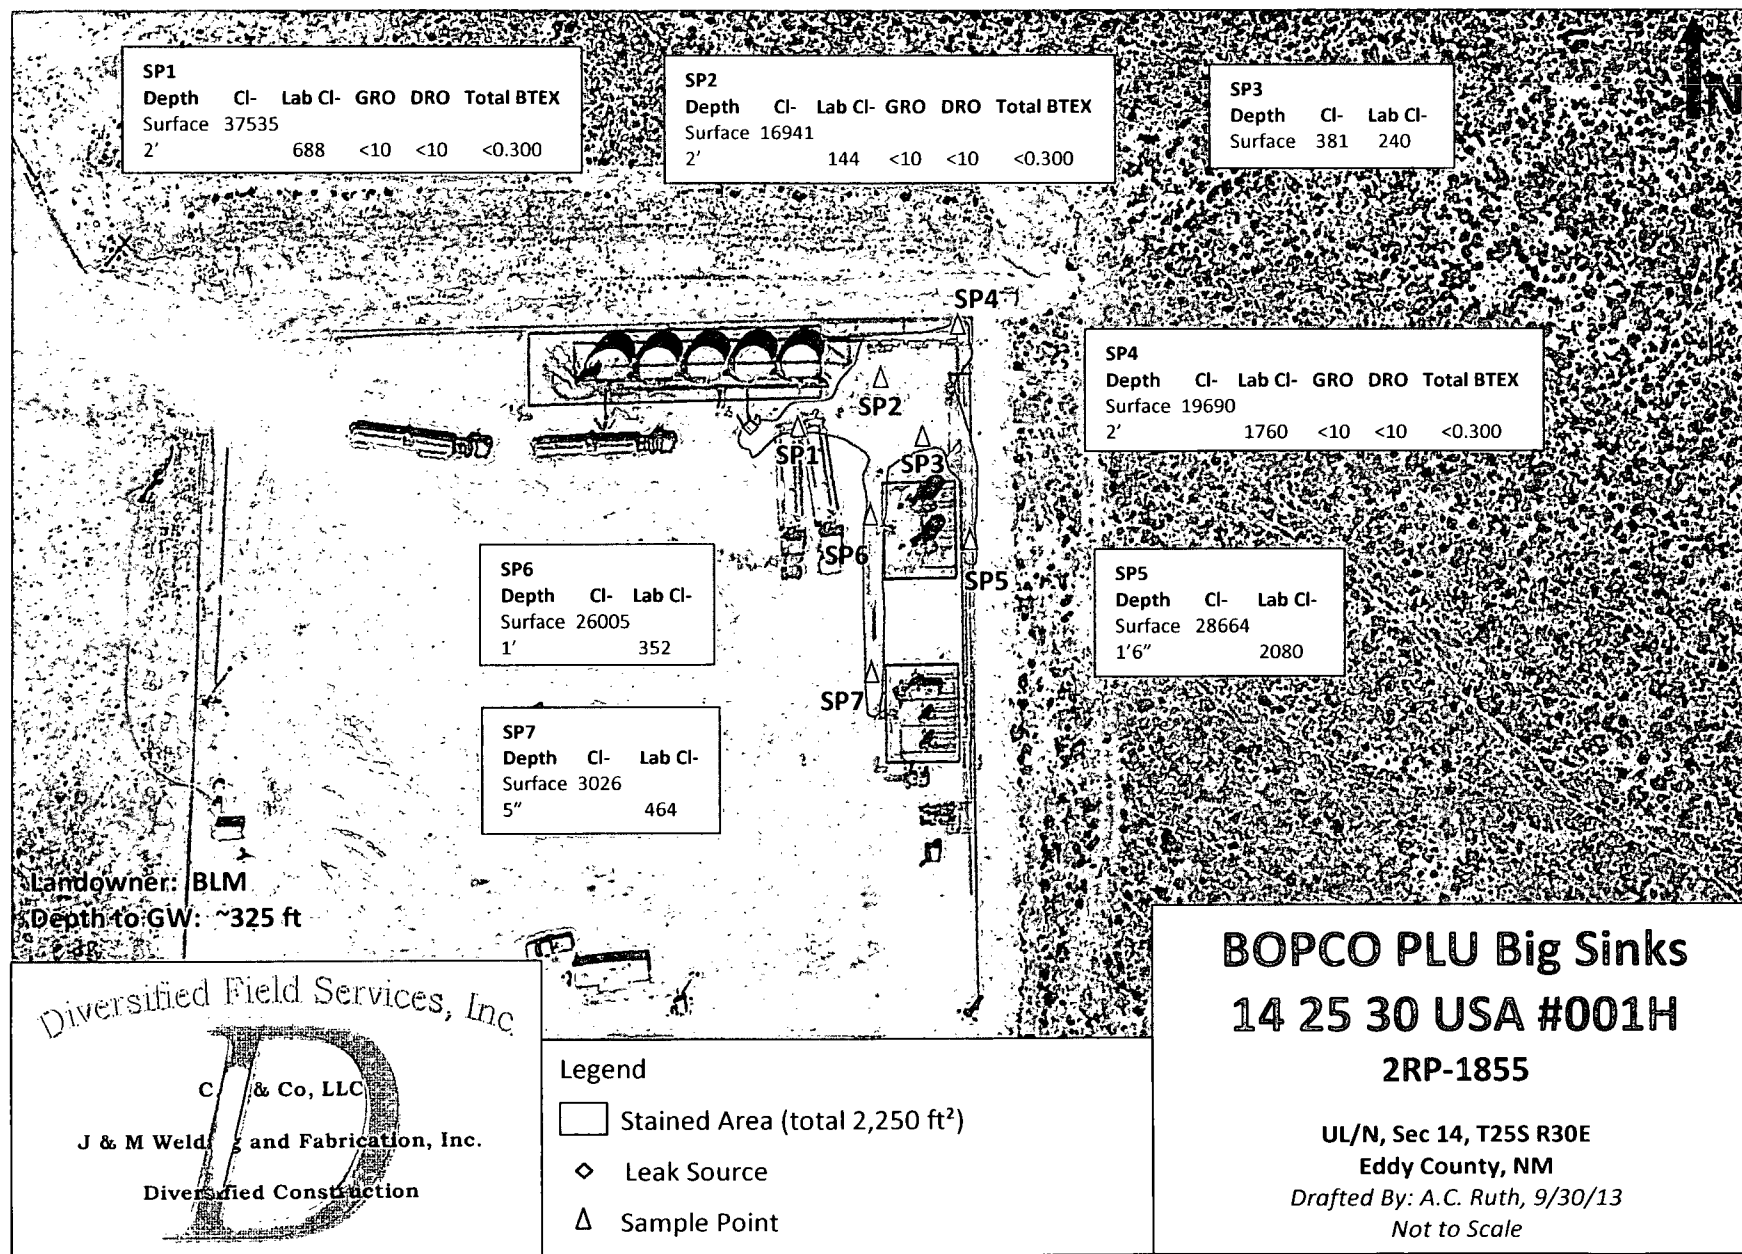 SP1
Depth Cl- Lab Cl- GRO DRO Total BTEX
Surface 37535
2′ 688 <10 <10 <0.300
SP2
Depth Cl- Lab Cl- GRO DRO Total BTEX
Surface 16941
2′ 144 <10 <10 <0.300
SP3
Depth Cl- Lab Cl-
Surface 381 240
N
SP4
SP4
Depth Cl- Lab Cl- GRO DRO Total BTEX
Surface 19690
2′ 1760 <10 <10 <0.300
SP2
SP1
SP3
SP6
SP5
SP6
Depth Cl- Lab Cl-
Surface 26005
1′ 352
SP5
Depth Cl- Lab Cl-
Surface 28664
1′6″ 2080
SP7
SP7
Depth Cl- Lab Cl-
Surface 3026
5″ 464
Landowner: BLM
Depth to GW: ~325 ft
Diversified Field Services, Inc.
C & Co, LLC
J & M Welding and Fabrication, Inc.
Diversified Construction
Legend
Stained Area (total 2,250 ft²)
Leak Source
Sample Point
BOPCO PLU Big Sinks
14 25 30 USA #001H
2RP-1855
UL/N, Sec 14, T25S R30E
Eddy County, NM
Drafted By: A.C. Ruth, 9/30/13
Not to Scale